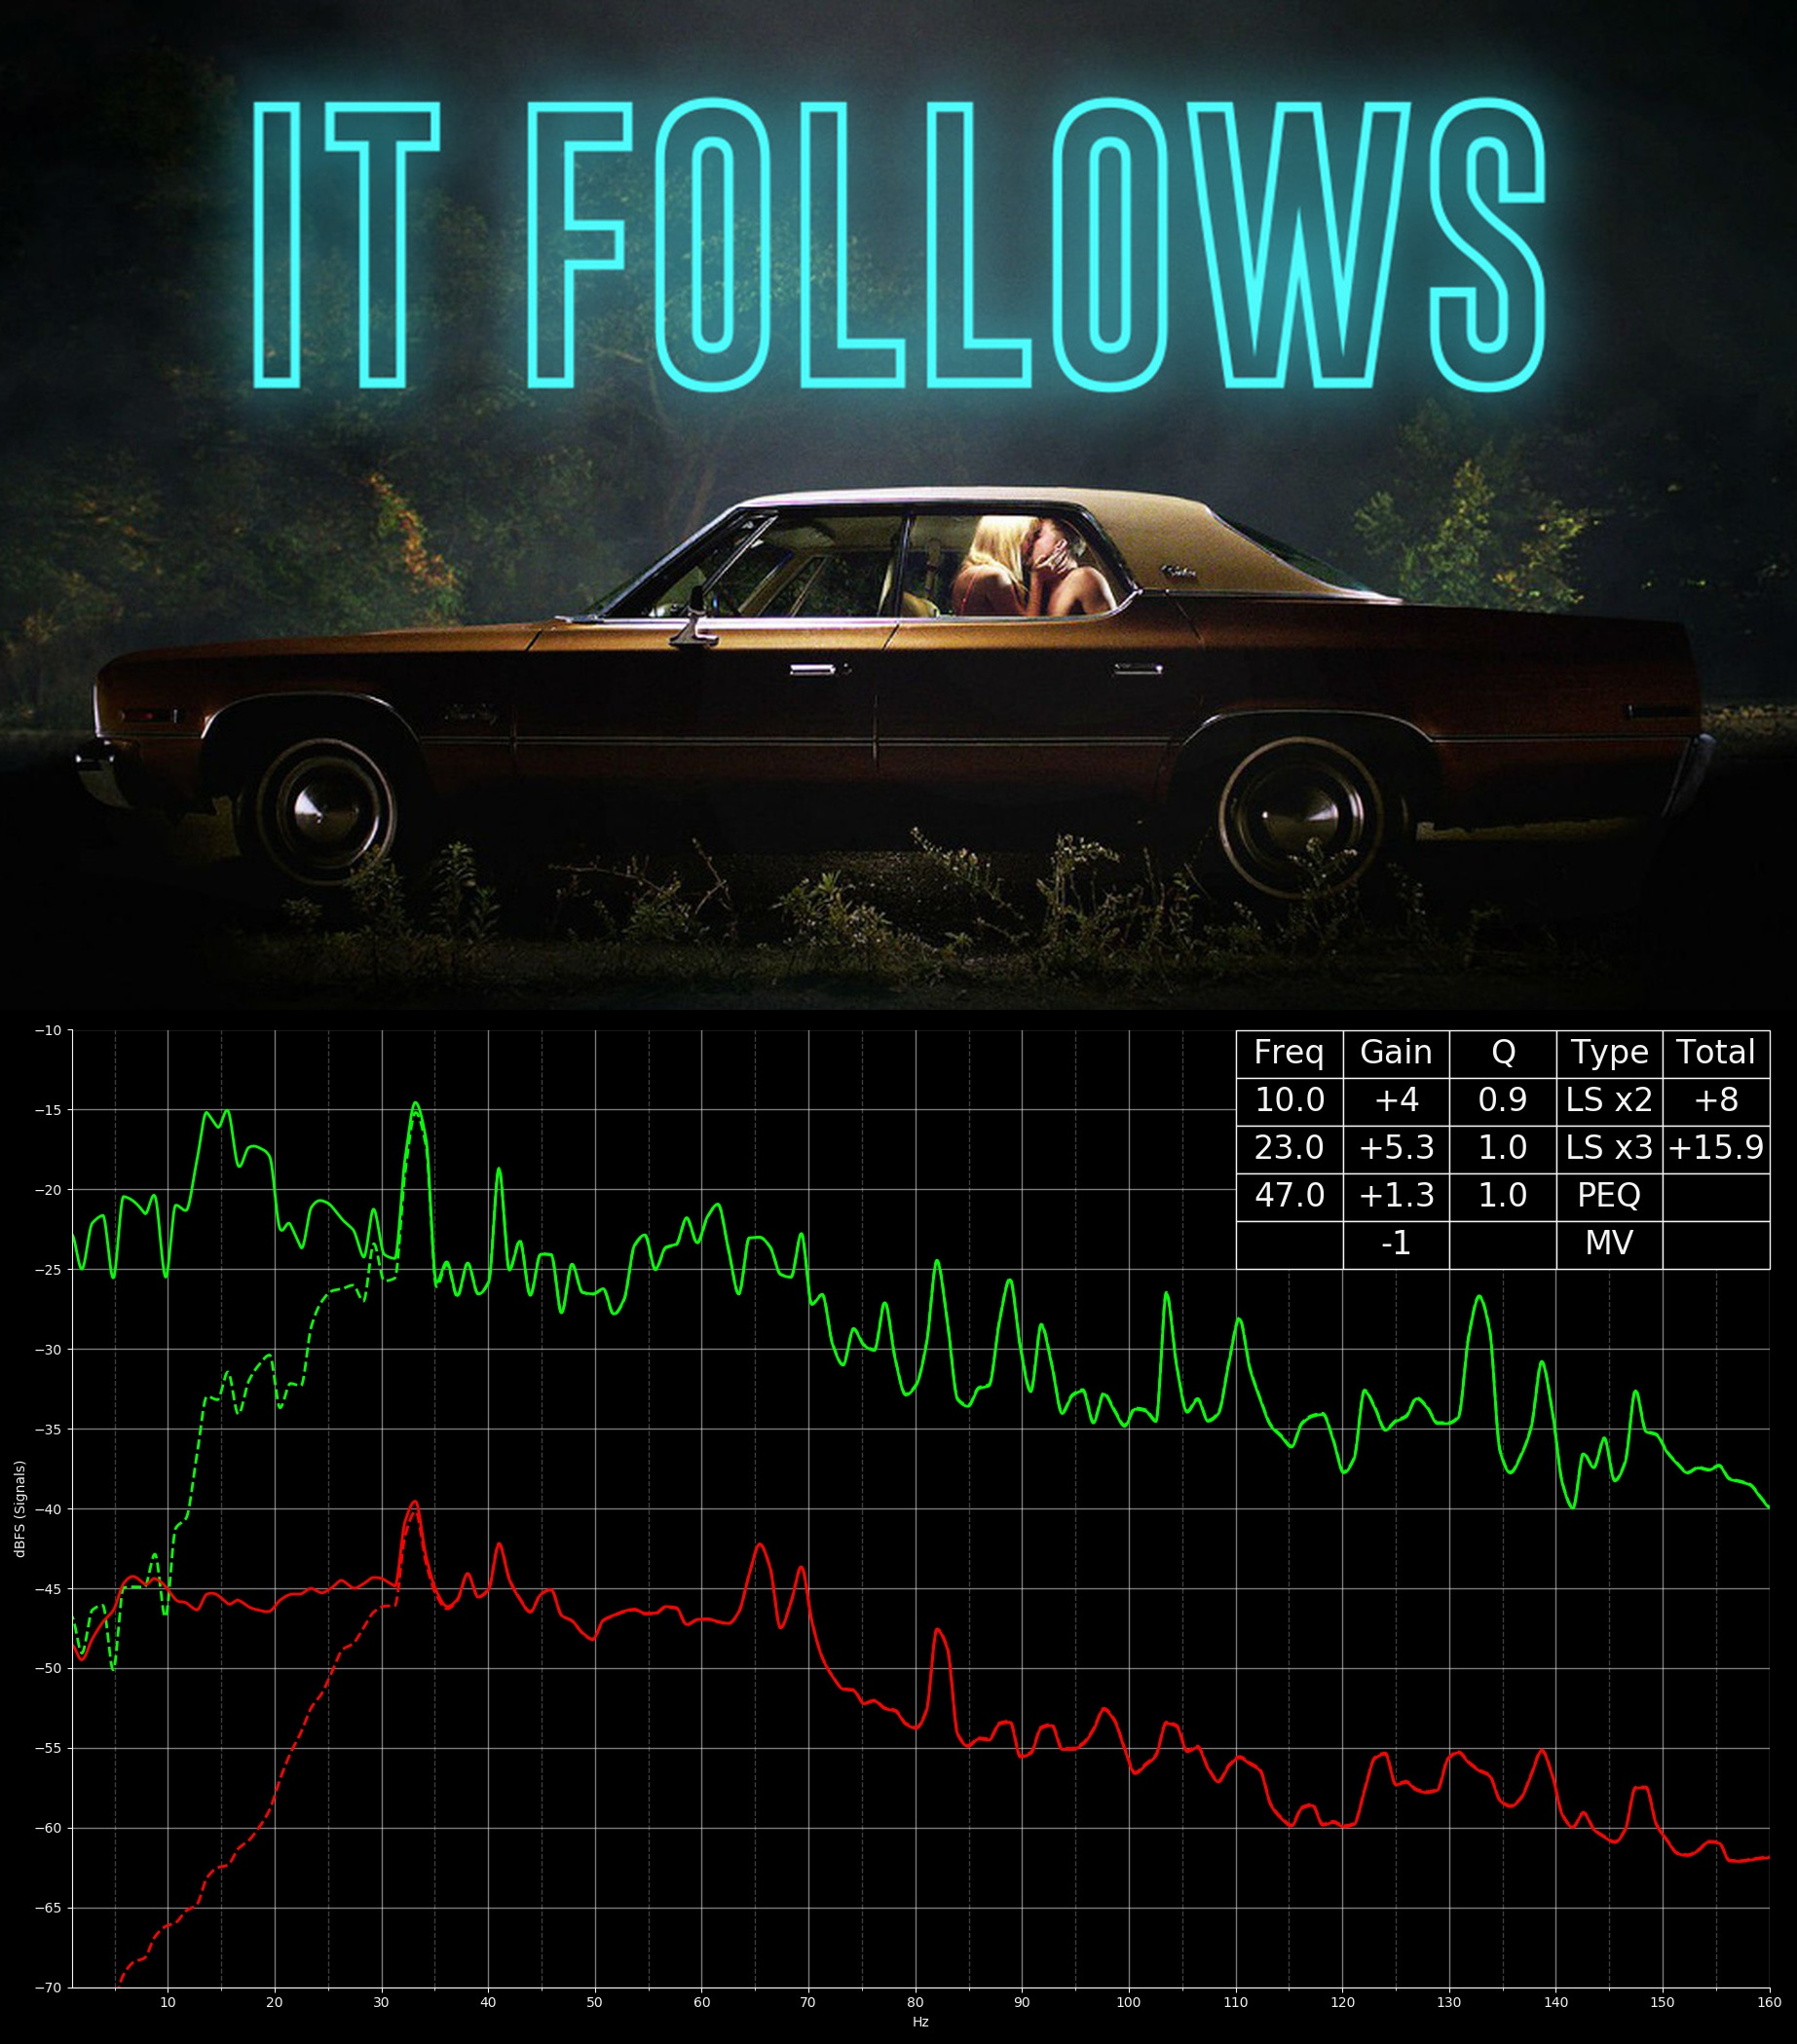 IT FOLLOWS
Freq Gain Q Type Total
10.0 +4 0.9 LS x2 +8
23.0 +5.3 1.0 LS x3 +15.9
47.0 +1.3 1.0 PEQ
-1 MV
−10
−15
−20
−25
−30
−35
−40
−45
−50
−55
−60
−65
−70
dBFS (Signals)
10 20 30 40 50 60 70 80 90 100 110 120 130 140 150 160
Hz